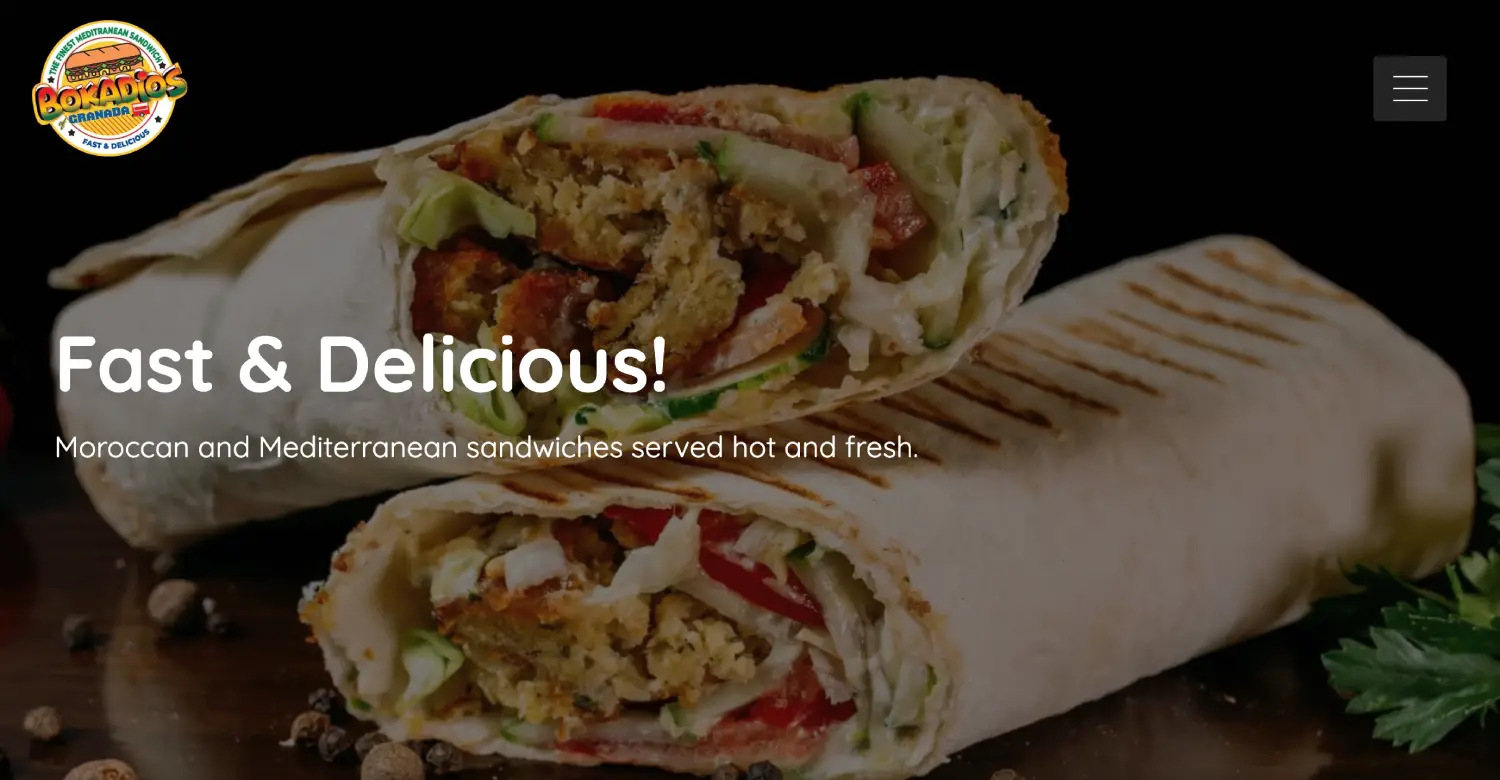 THE FINEST MEDITRANEAN SANDWICH
BOKADIOS
GRANADA
FAST & DELICIOUS
Fast & Delicious!
Moroccan and Mediterranean sandwiches served hot and fresh.